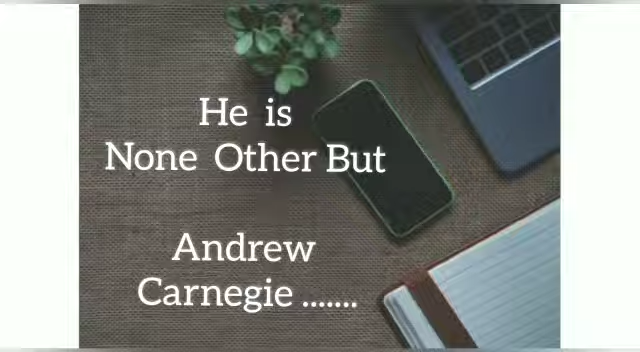 He is
None Other But
Andrew
Carnegie .......